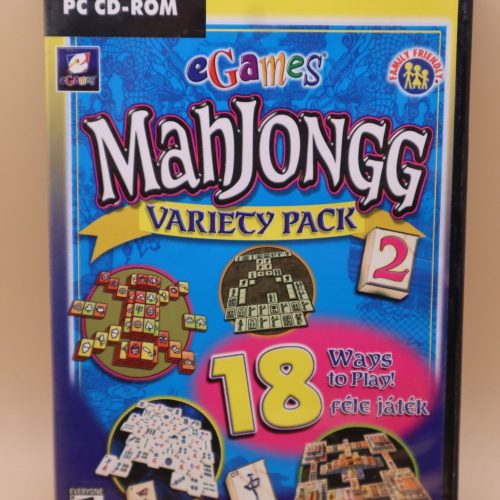 PC CD-ROM
eGames
eGames®
FAMILY FRIENDLY
MahJongg
VARIETY PACK
2
18
Ways
to Play!
féle játék
EVERYONE